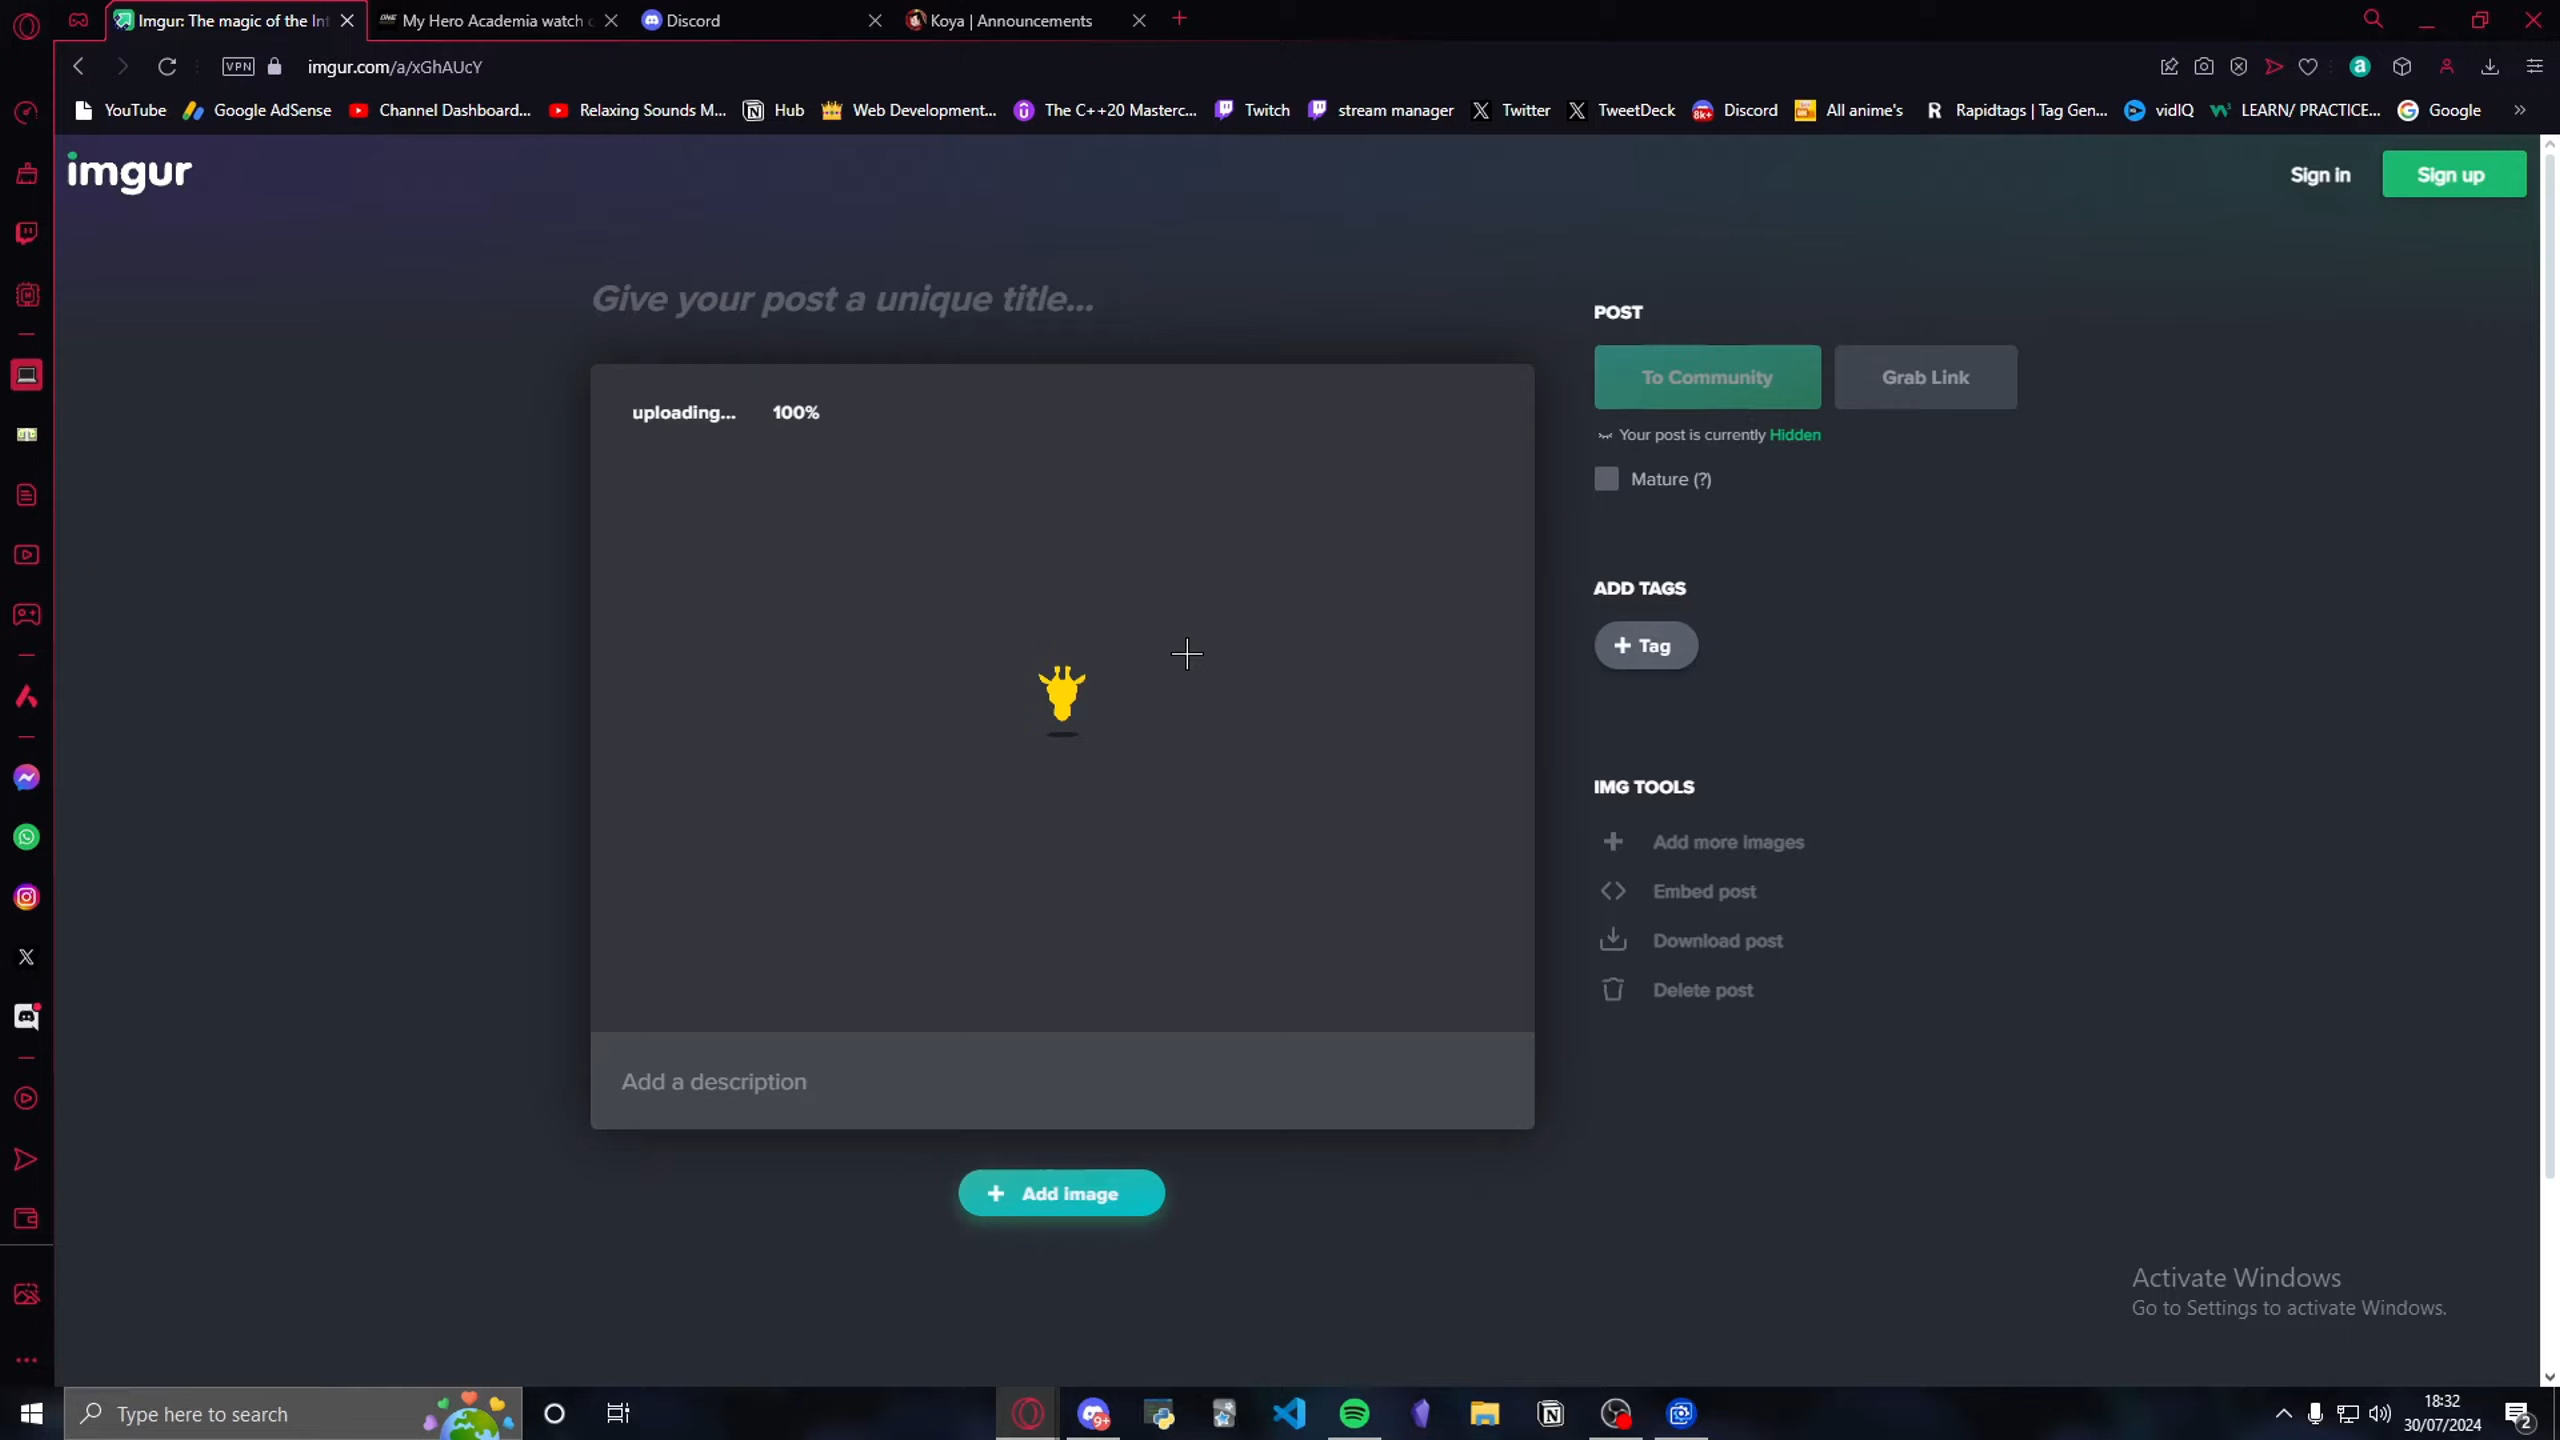 Imgur: The magic of the Int
My Hero Academia watch o
Discord
Koya | Announcements
VPN
imgur.com/a/xGhAUcY
YouTube
Google AdSense
Channel Dashboard...
Relaxing Sounds M...
Hub
Web Development...
The C++20 Masterc...
Twitch
stream manager
Twitter
TweetDeck
Discord
All anime's
Rapidtags | Tag Gen...
vidIQ
LEARN/ PRACTICE...
Google
imgur
Sign in
Sign up
Give your post a unique title...
uploading... 100%
Add a description
+ Add image
POST
To Community
Grab Link
Your post is currently Hidden
Mature (?)
ADD TAGS
+ Tag
IMG TOOLS
Add more images
Embed post
Download post
Delete post
Activate Windows
Go to Settings to activate Windows.
Type here to search
9+
18:32
30/07/2024
2